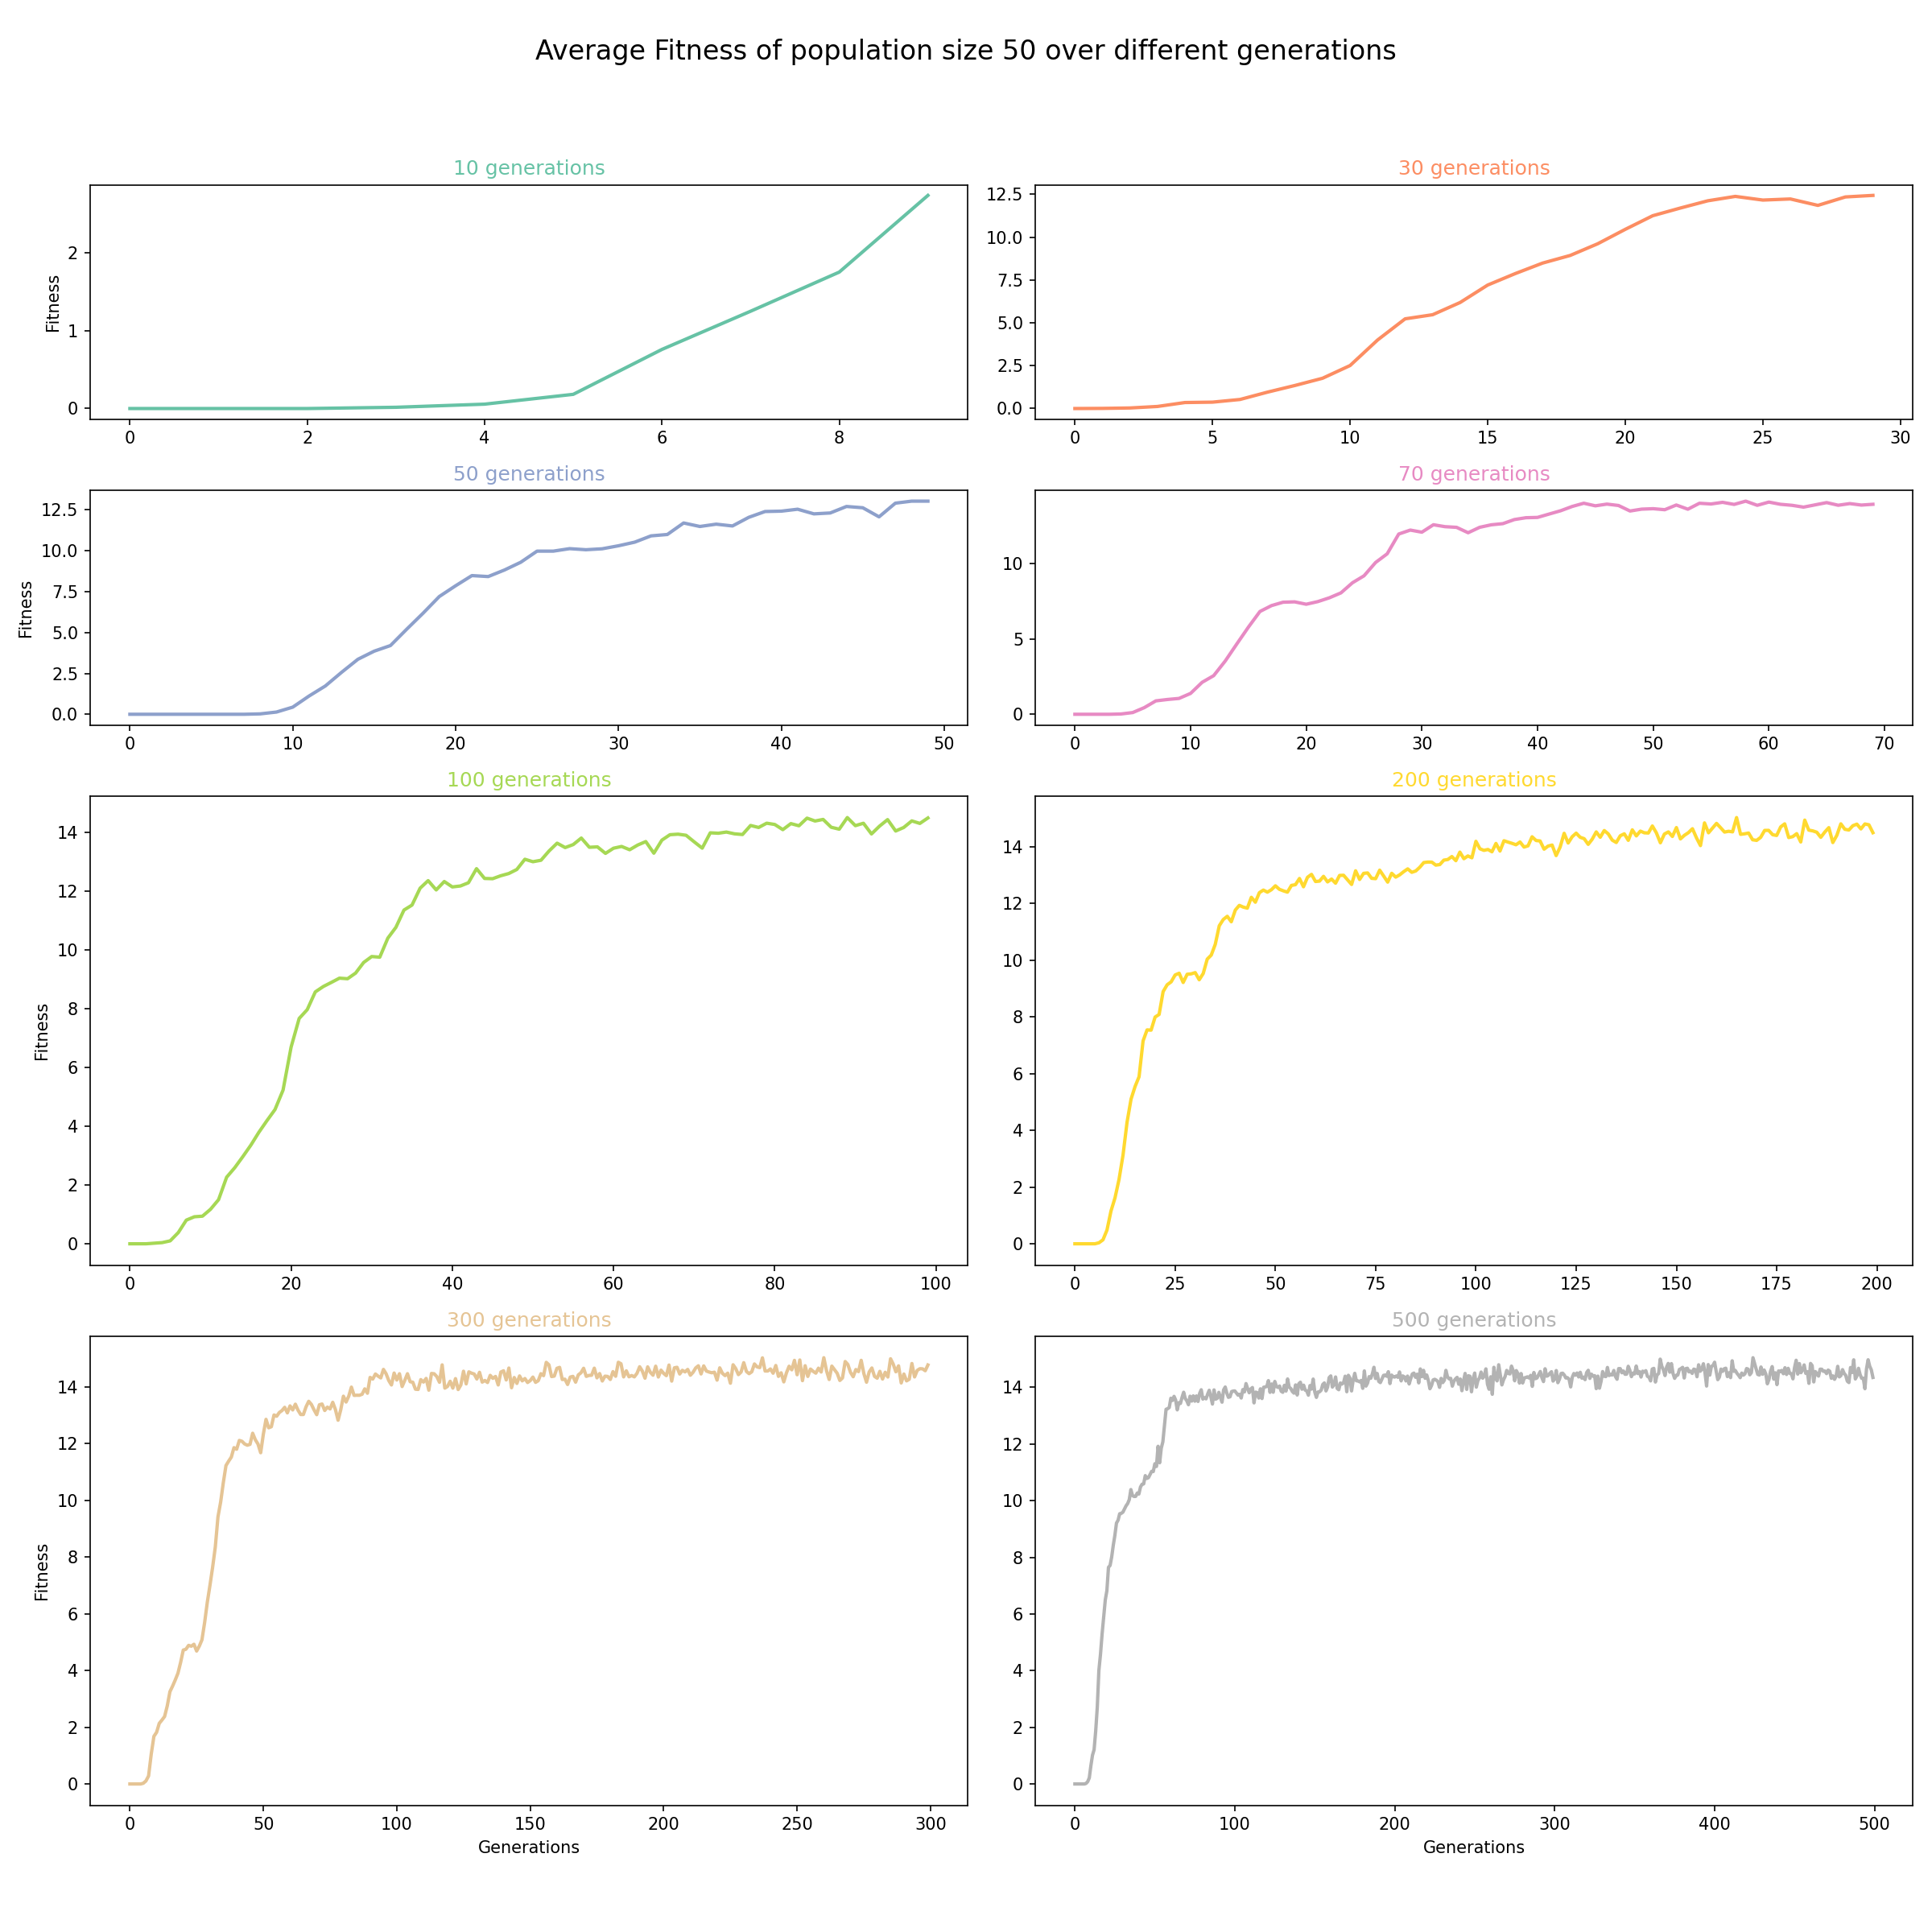 Average Fitness of population size 50 over different generations
10 generations
30 generations
Fitness
2
1
0
0 2 4 6 8
12.5
10.0
7.5
5.0
2.5
0.0
0 5 10 15 20 25 30
50 generations
70 generations
Fitness
12.5
10.0
7.5
5.0
2.5
0.0
0 10 20 30 40 50
10
5
0
0 10 20 30 40 50 60 70
100 generations
200 generations
Fitness
14
12
10
8
6
4
2
0
0 20 40 60 80 100
14
12
10
8
6
4
2
0
0 25 50 75 100 125 150 175 200
300 generations
500 generations
Fitness
14
12
10
8
6
4
2
0
0 50 100 150 200 250 300
Generations
14
12
10
8
6
4
2
0
0 100 200 300 400 500
Generations